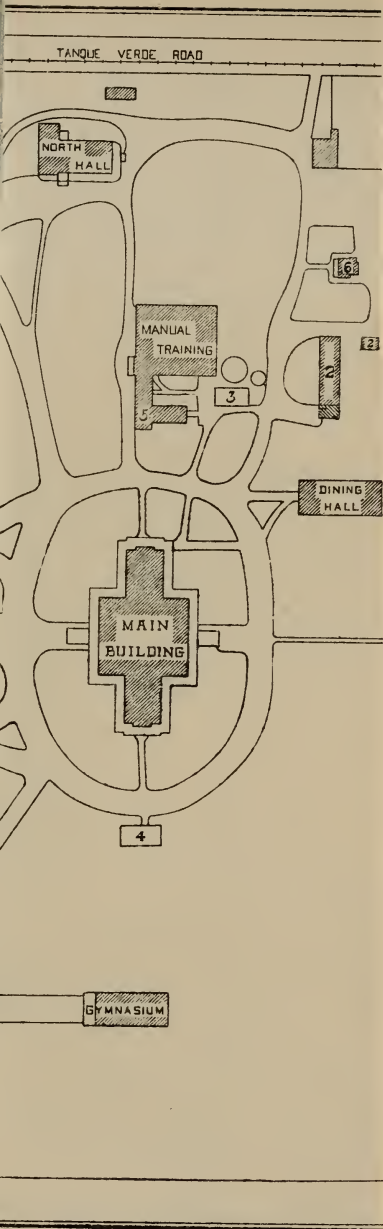 TANQUE VERDE ROAD
NORTH
HALL
6
MANUAL
TRAINING
2
2
3
5
DINING
HALL
MAIN
BUILDING
4
GYMNASIUM